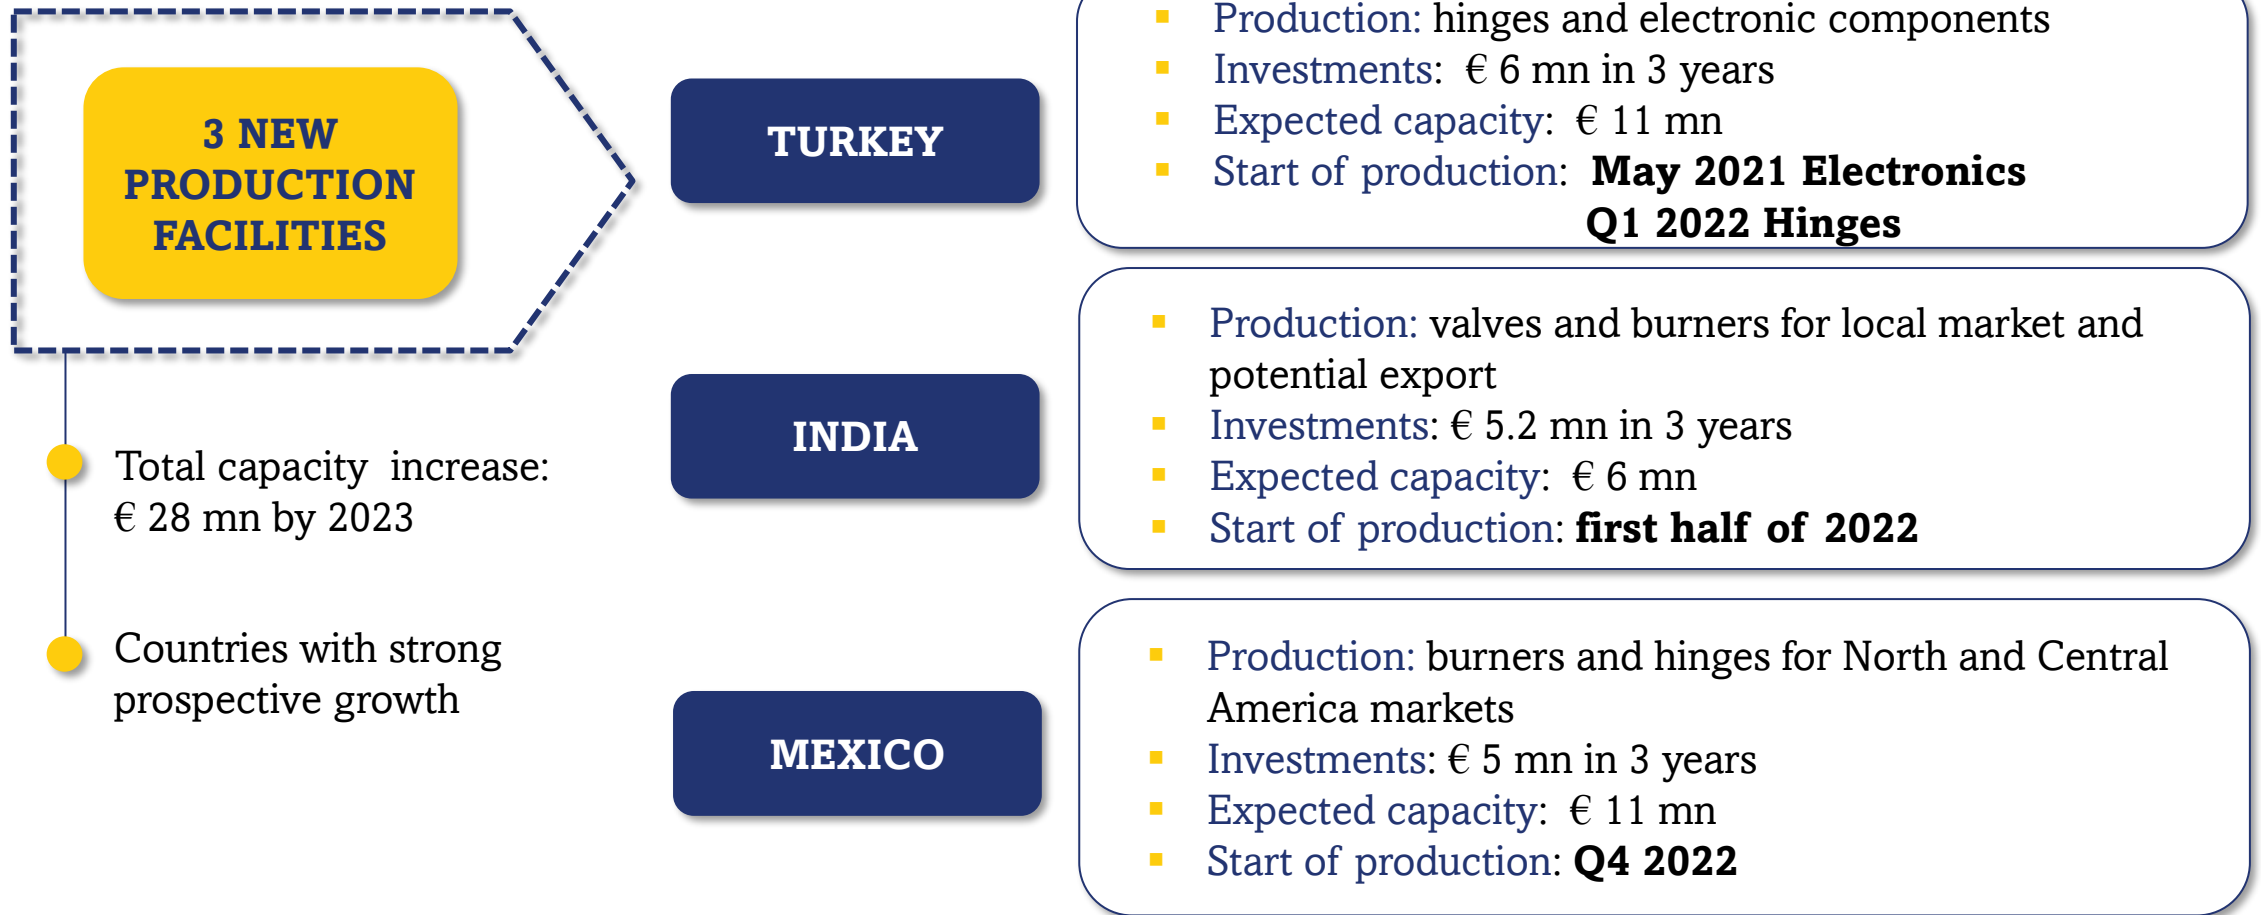 3 NEW
PRODUCTION
FACILITIES
Total capacity increase:
€ 28 mn by 2023
Countries with strong
prospective growth
TURKEY
Production: hinges and electronic components
Investments: € 6 mn in 3 years
Expected capacity: € 11 mn
Start of production: May 2021 Electronics
Q1 2022 Hinges
INDIA
Production: valves and burners for local market and
potential export
Investments: € 5.2 mn in 3 years
Expected capacity: € 6 mn
Start of production: first half of 2022
MEXICO
Production: burners and hinges for North and Central
America markets
Investments: € 5 mn in 3 years
Expected capacity: € 11 mn
Start of production: Q4 2022